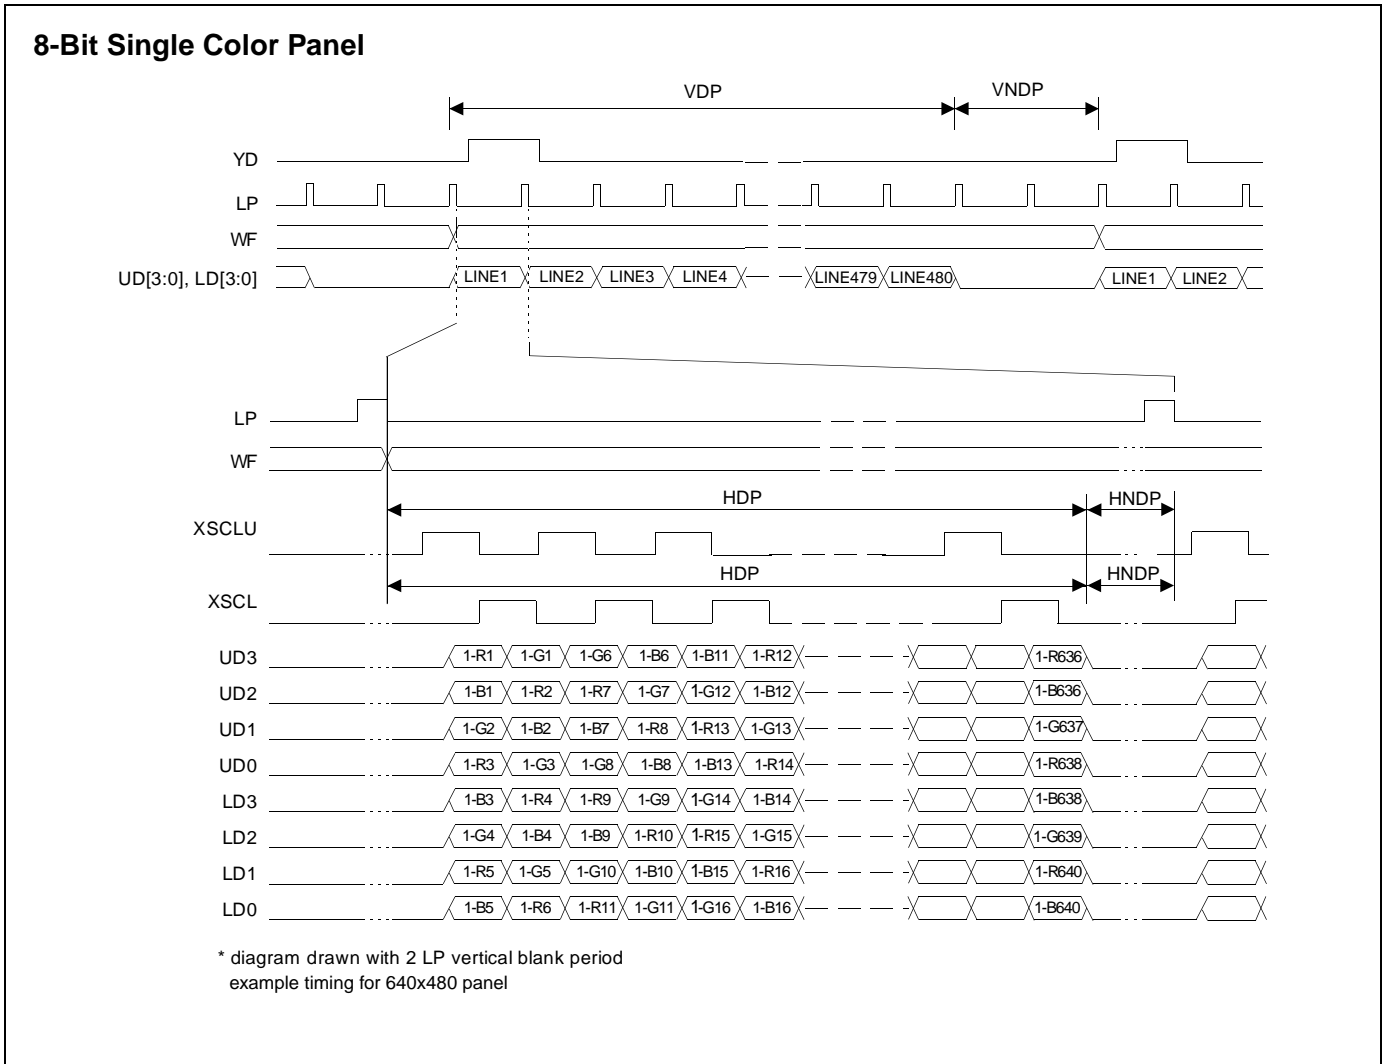 8-Bit Single Color Panel
VDP VNDP
YD
LP
WF
UD[3:0], LD[3:0] LINE1 LINE2 LINE3 LINE4 LINE479 LINE480 LINE1 LINE2
LP
WF
HDP HNDP
XSCLU
HDP HNDP
XSCL
UD3 1-R1 1-G1 1-G6 1-B6 1-B11 1-R12 1-R636
UD2 1-B1 1-R2 1-R7 1-G7 1-G12 1-B12 1-B636
UD1 1-G2 1-B2 1-B7 1-R8 1-R13 1-G13 1-G637
UD0 1-R3 1-G3 1-G8 1-B8 1-B13 1-R14 1-R638
LD3 1-B3 1-R4 1-R9 1-G9 1-G14 1-B14 1-B638
LD2 1-G4 1-B4 1-B9 1-R10 1-R15 1-G15 1-G639
LD1 1-R5 1-G5 1-G10 1-B10 1-B15 1-R16 1-R640
LD0 1-B5 1-R6 1-R11 1-G11 1-G16 1-B16 1-B640
* diagram drawn with 2 LP vertical blank period
example timing for 640x480 panel